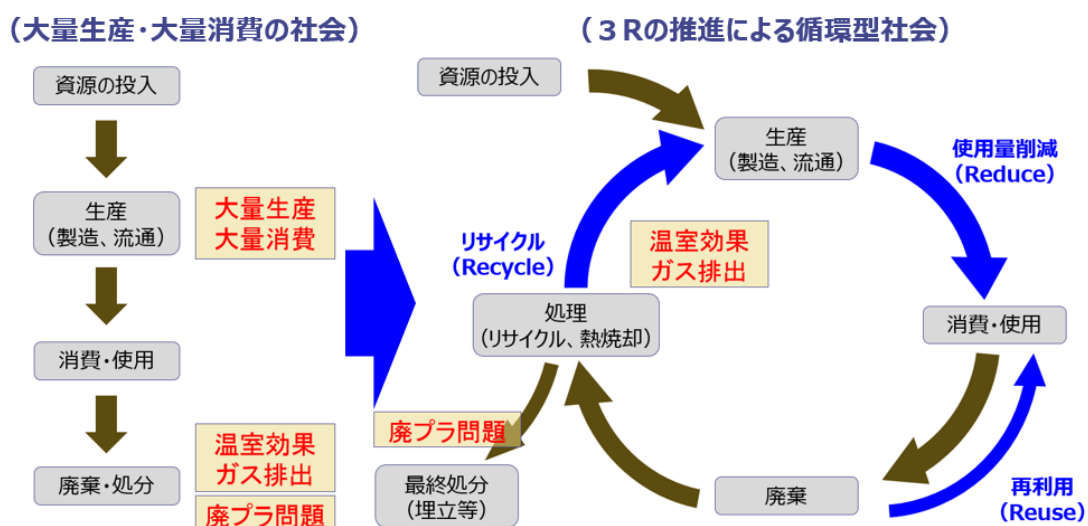 （大量生産・大量消費の社会）
資源の投入
生産
（製造、流通）
大量生産
大量消費
消費・使用
廃棄・処分
温室効果
ガス排出
廃プラ問題
（３Rの推進による循環型社会）
資源の投入
生産
（製造、流通）
使用量削減
（Reduce）
リサイクル
（Recycle）
温室効果
ガス排出
処理
（リサイクル、熱焼却）
消費・使用
廃プラ問題
最終処分
（埋立等）
廃棄
再利用
（Reuse）